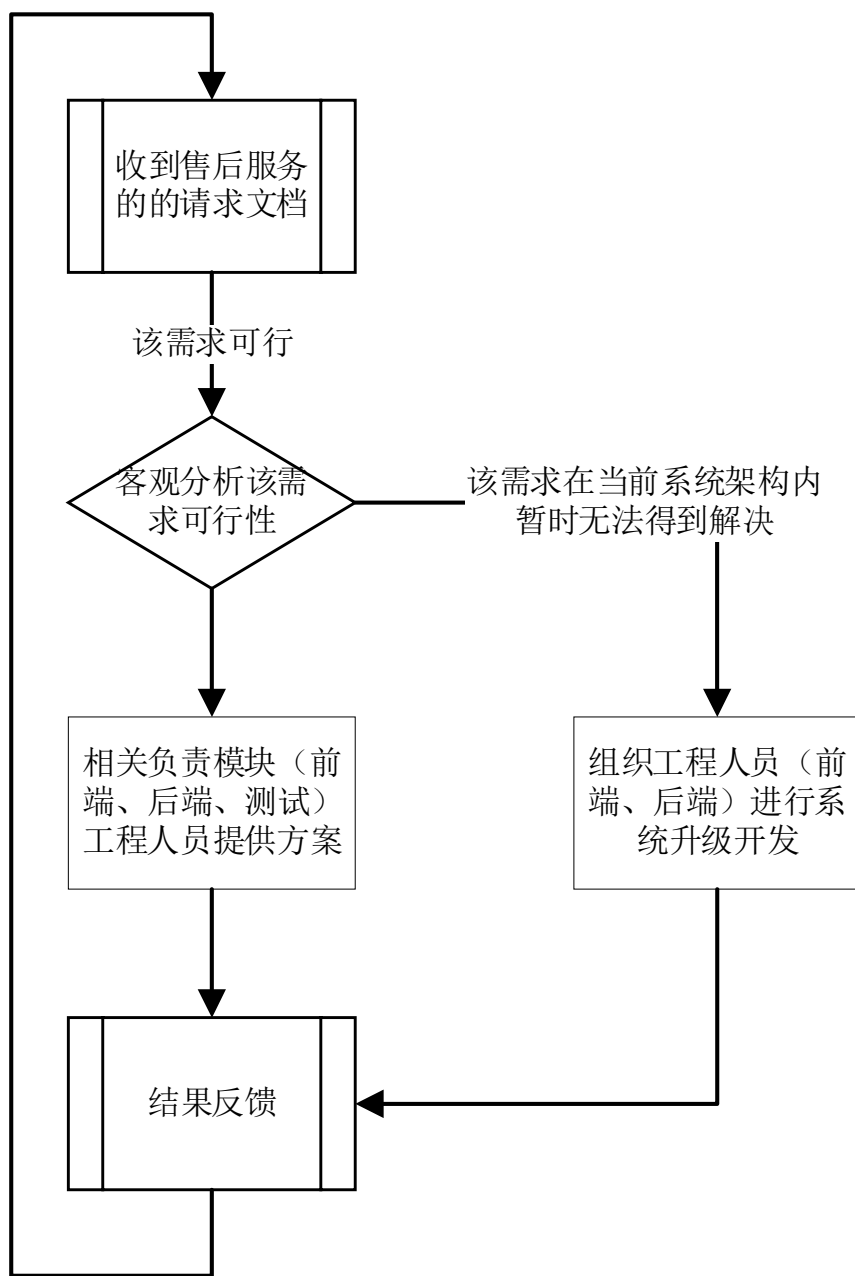 收到售后服务
的的请求文档
该需求可行
客观分析该需
求可行性
该需求在当前系统架构内
暂时无法得到解决
相关负责模块（前
端、后端、测试）
工程人员提供方案
组织工程人员（前
端、后端）进行系
统升级开发
结果反馈